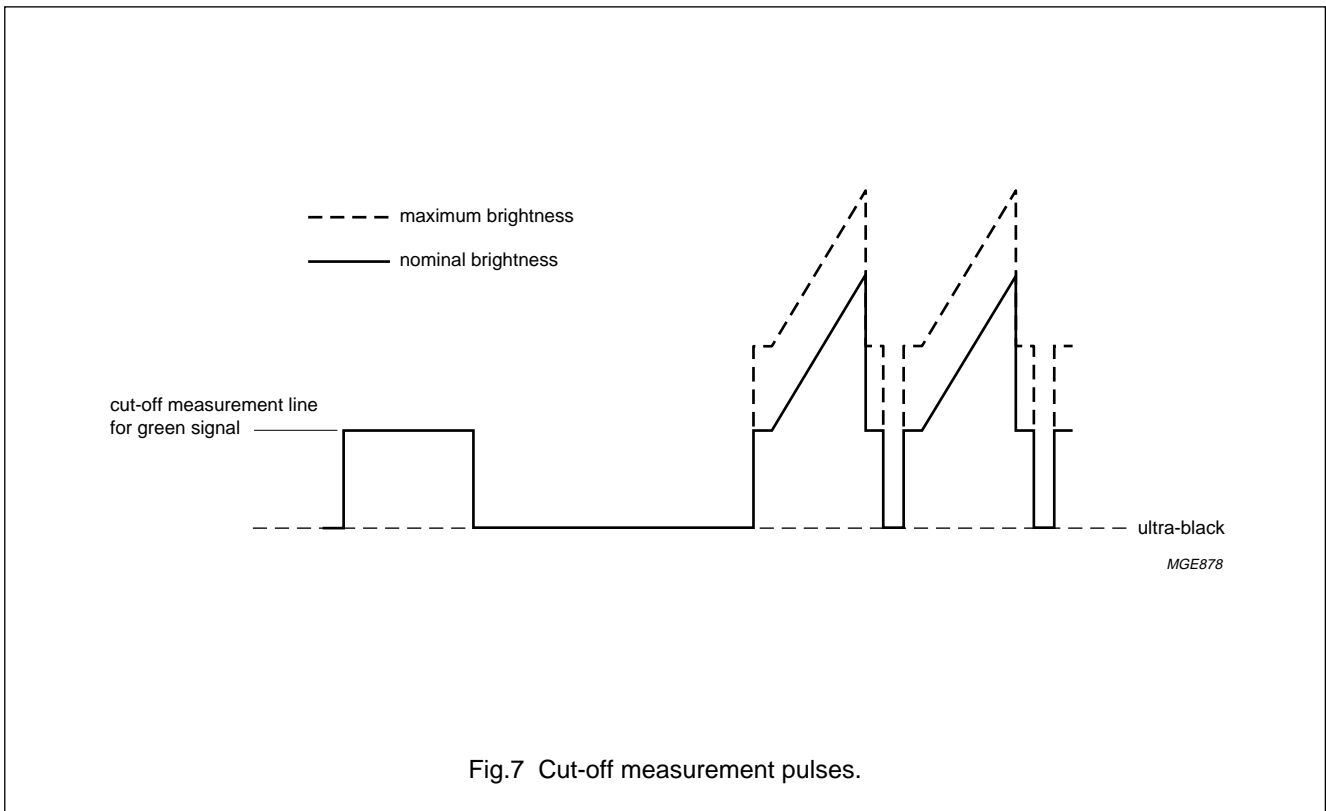 maximum brightness
nominal brightness
cut-off measurement line
for green signal
ultra-black
MGE878
Fig.7 Cut-off measurement pulses.